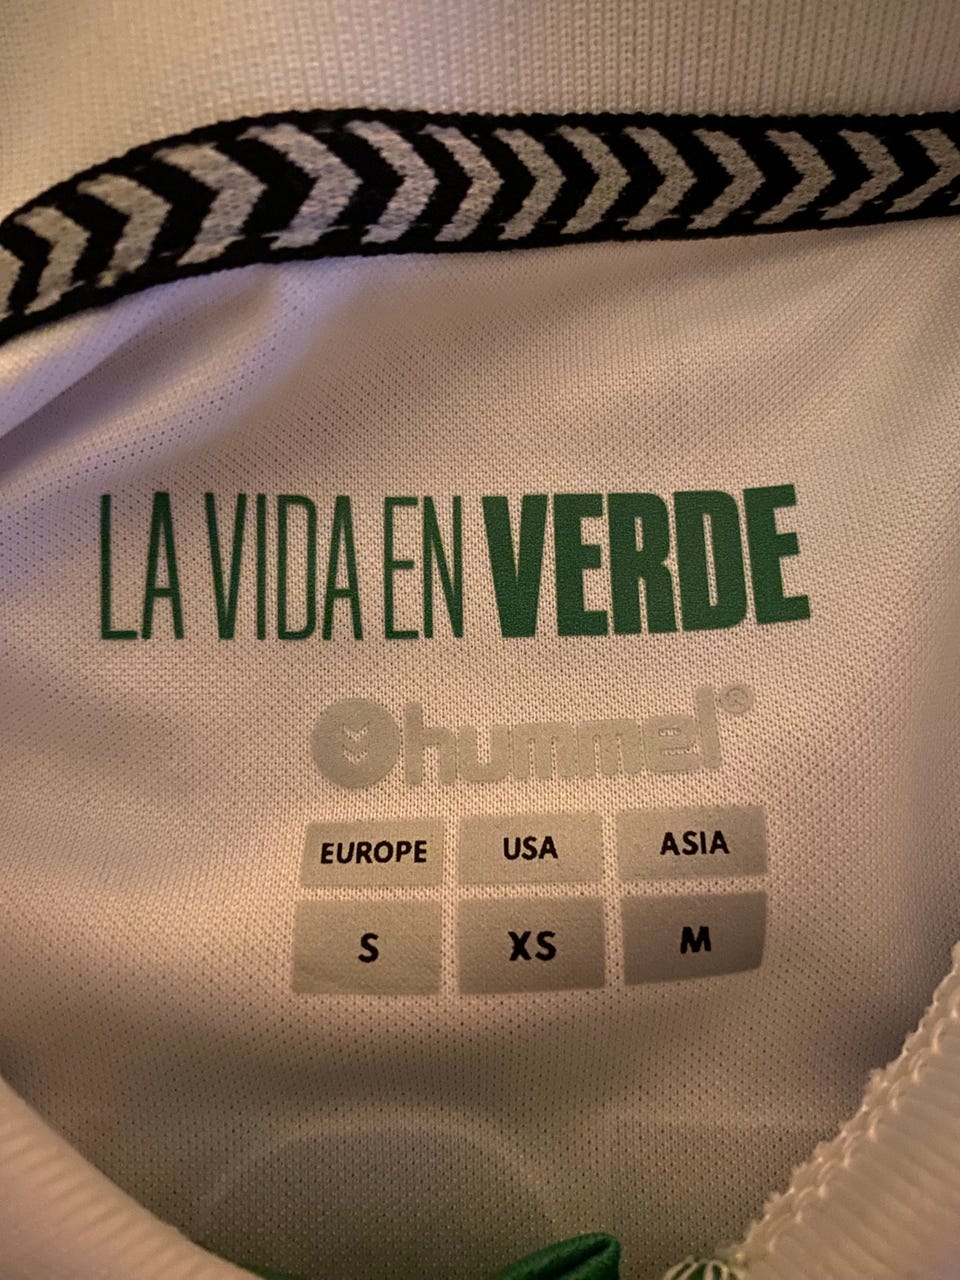 LA VIDA EN VERDE
hummel®
EUROPE USA ASIA
S XS M